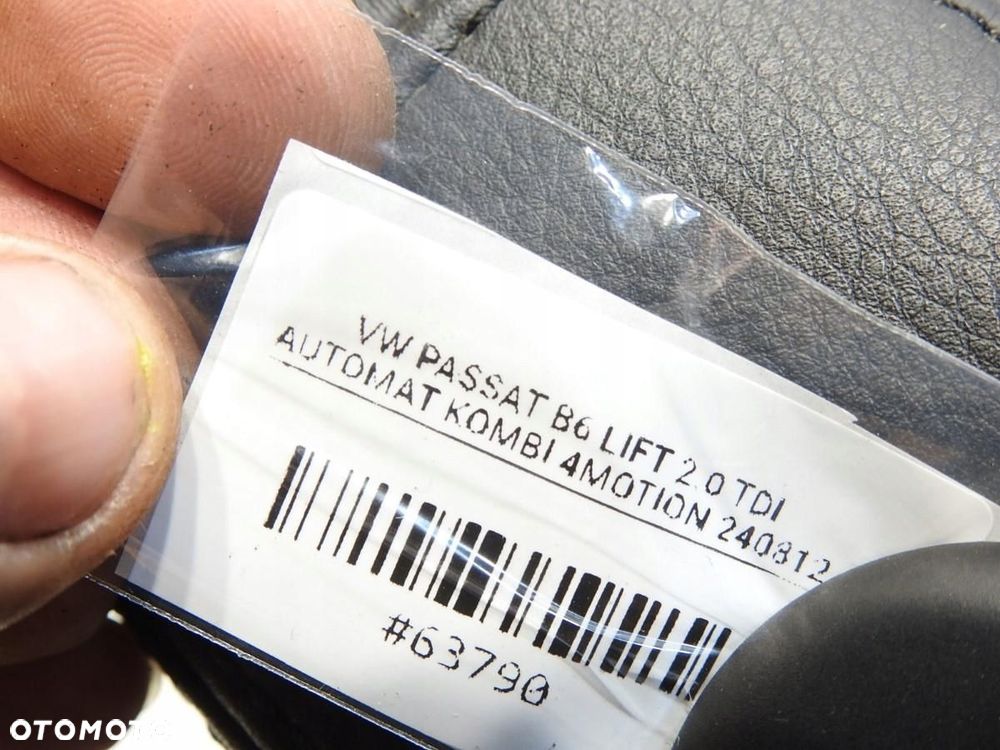 VW PASSAT B6 LIFT 2.0 TDI
AUTOMAT KOMBI 4MOTION 240812
#63790
OTOMOTO